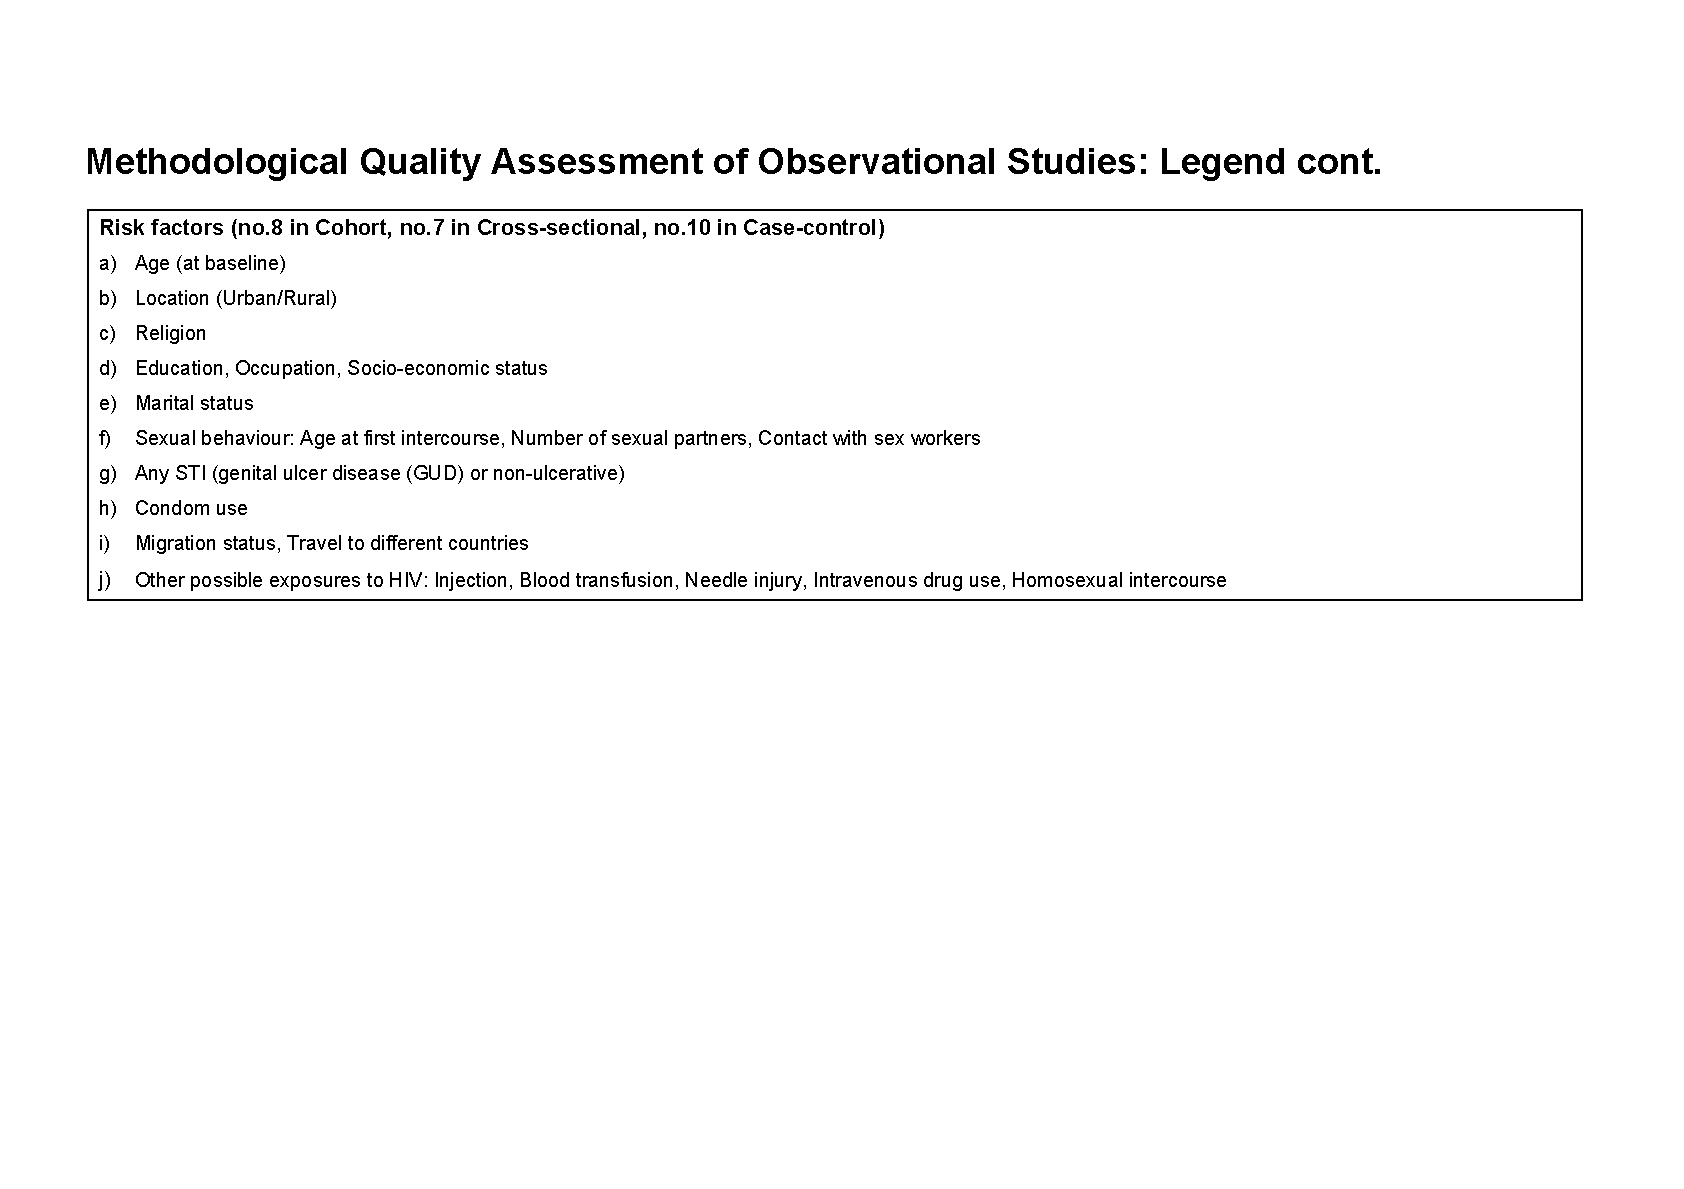 Methodological Quality Assessment of Observational Studies: Legend cont.
Risk factors (no.8 in Cohort, no.7 in Cross-sectional, no.10 in Case-control)
a) Age (at baseline)
b) Location (Urban/Rural)
c) Religion
d) Education, Occupation, Socio-economic status
e) Marital status
f) Sexual behaviour: Age at first intercourse, Number of sexual partners, Contact with sex workers
g) Any STI (genital ulcer disease (GUD) or non-ulcerative)
h) Condom use
i) Migration status, Travel to different countries
j) Other possible exposures to HIV: Injection, Blood transfusion, Needle injury, Intravenous drug use, Homosexual intercourse